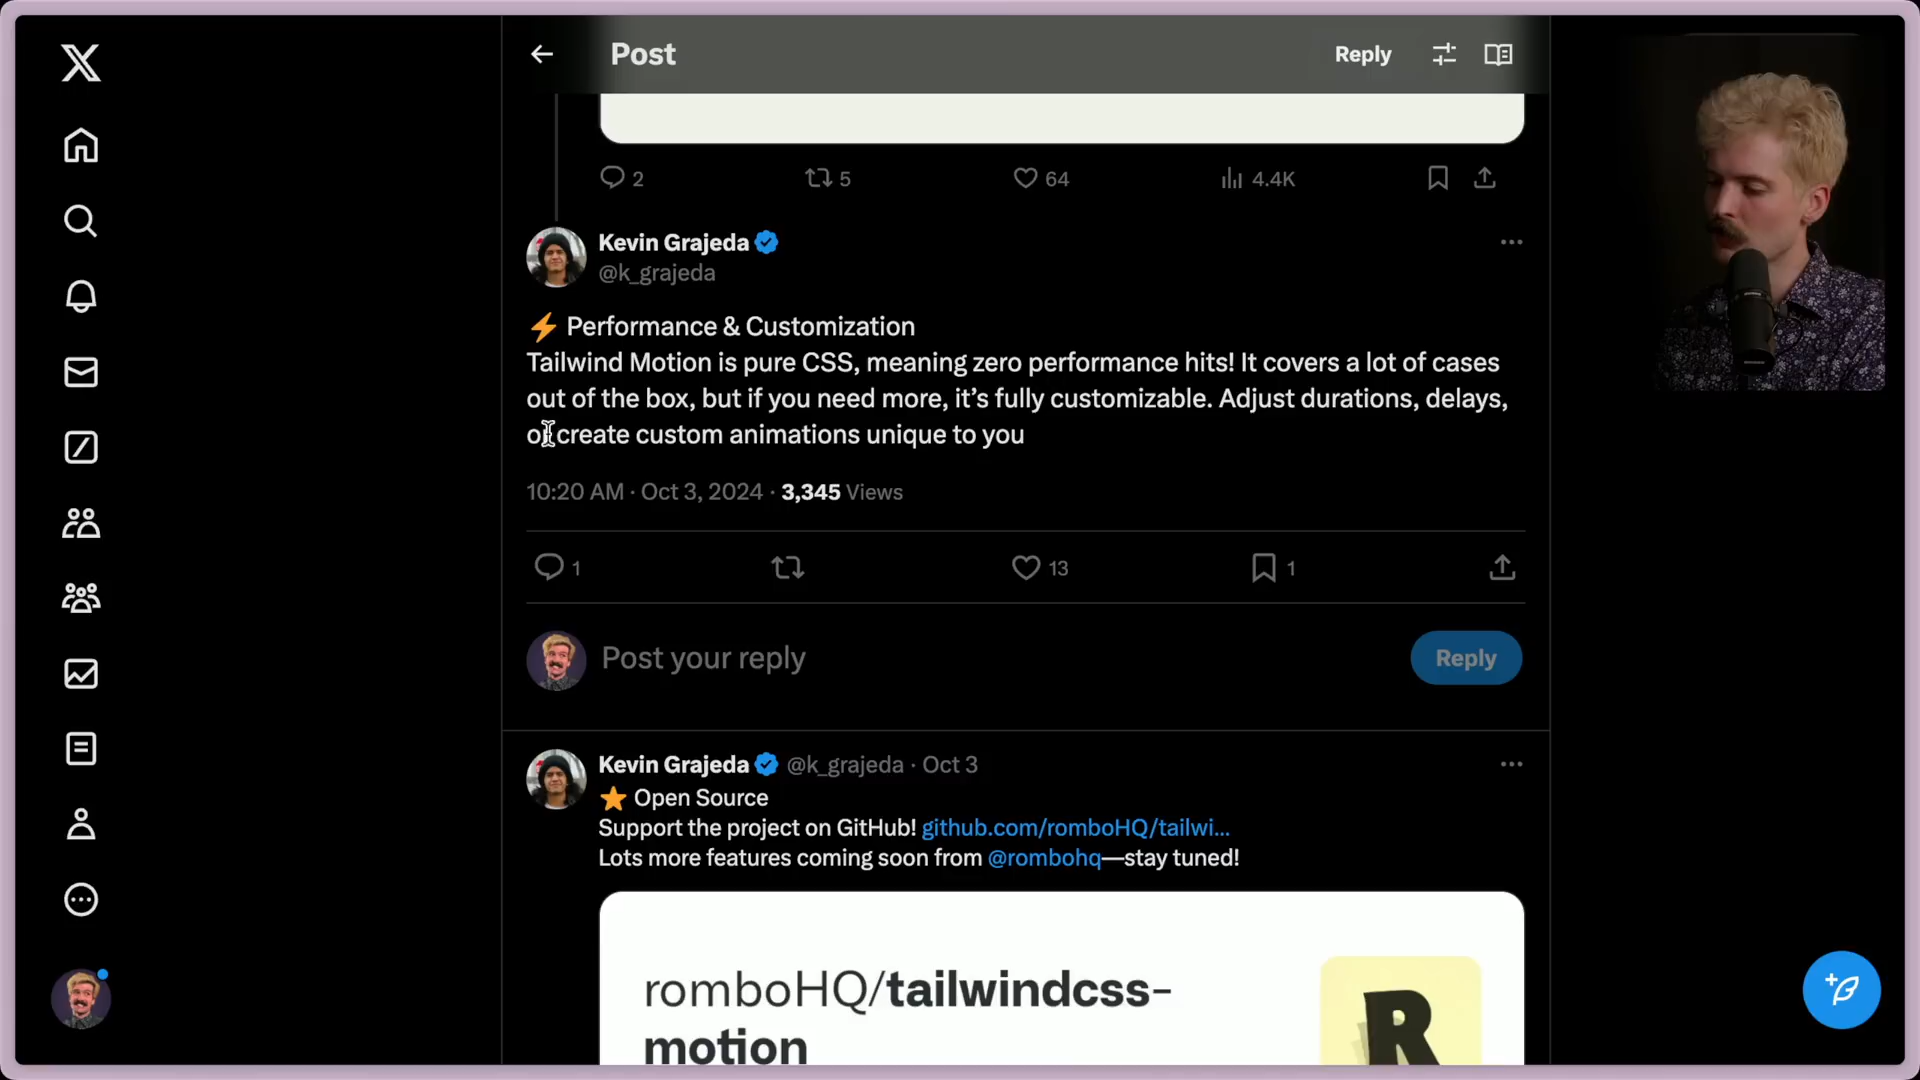 Post
Reply
2
5
64
4.4K
Kevin Grajeda
@k_grajeda
⚡ Performance & Customization
Tailwind Motion is pure CSS, meaning zero performance hits! It covers a lot of cases
out of the box, but if you need more, it’s fully customizable. Adjust durations, delays,
or create custom animations unique to you
10:20 AM · Oct 3, 2024 · 3,345 Views
1
13
1
Post your reply
Reply
Kevin Grajeda @k_grajeda · Oct 3
⭐ Open Source
Support the project on GitHub! github.com/romboHQ/tailwi...
Lots more features coming soon from @rombohq—stay tuned!
romboHQ/tailwindcss-
motion
R